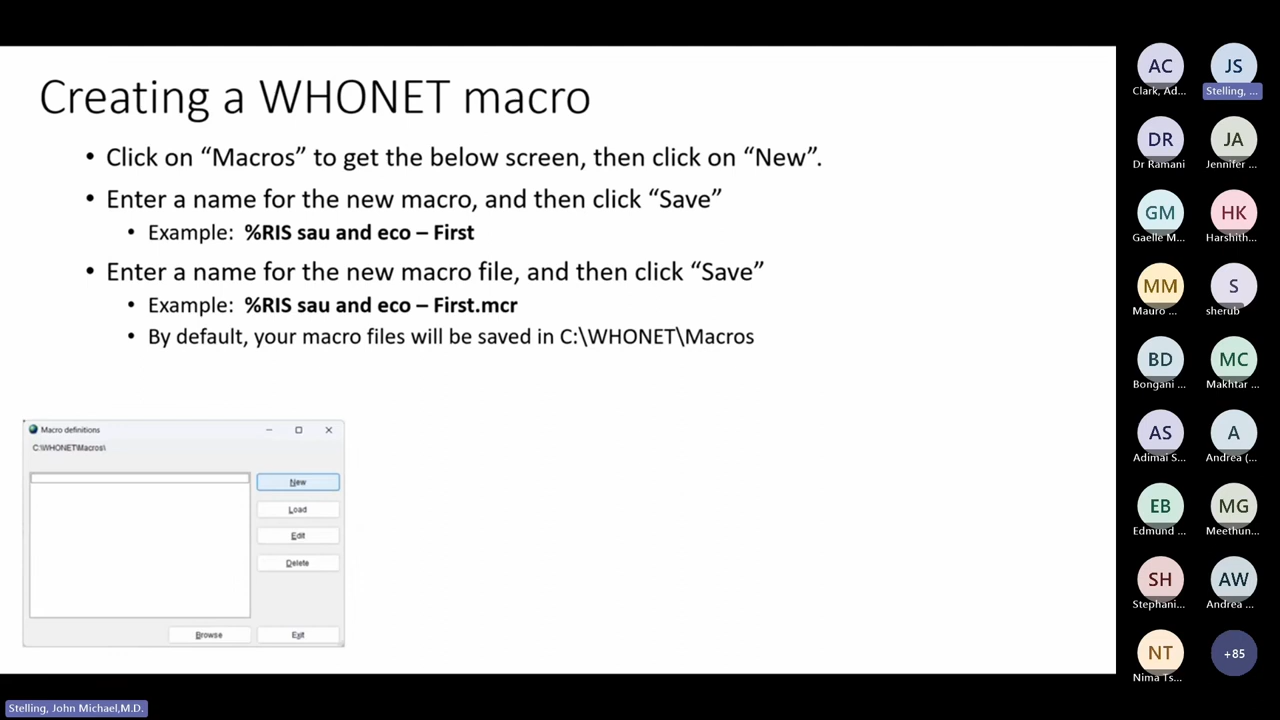 Creating a WHONET macro
• Click on “Macros” to get the below screen, then click on “New”.
• Enter a name for the new macro, and then click “Save”
• Example: %RIS sau and eco – First
• Enter a name for the new macro file, and then click “Save”
• Example: %RIS sau and eco – First.mcr
• By default, your macro files will be saved in C:\WHONET\Macros
Macro definitions
C:\WHONET\Macros\
New
Load
Edit
Delete
Browse
Exit
AC
Clark, Ad...
JS
Stelling, ...
DR
Dr Ramani
JA
Jennifer ...
GM
Gaelle M...
HK
Harshith...
MM
Mauro ...
S
sherub
BD
Bongani ...
MC
Makhtar ...
AS
Adimai S...
A
Andrea (...
EB
Edmund ...
MG
Meethun...
SH
Stephani...
AW
Andrea ...
NT
Nima Ts...
+85
Stelling, John Michael,M.D.